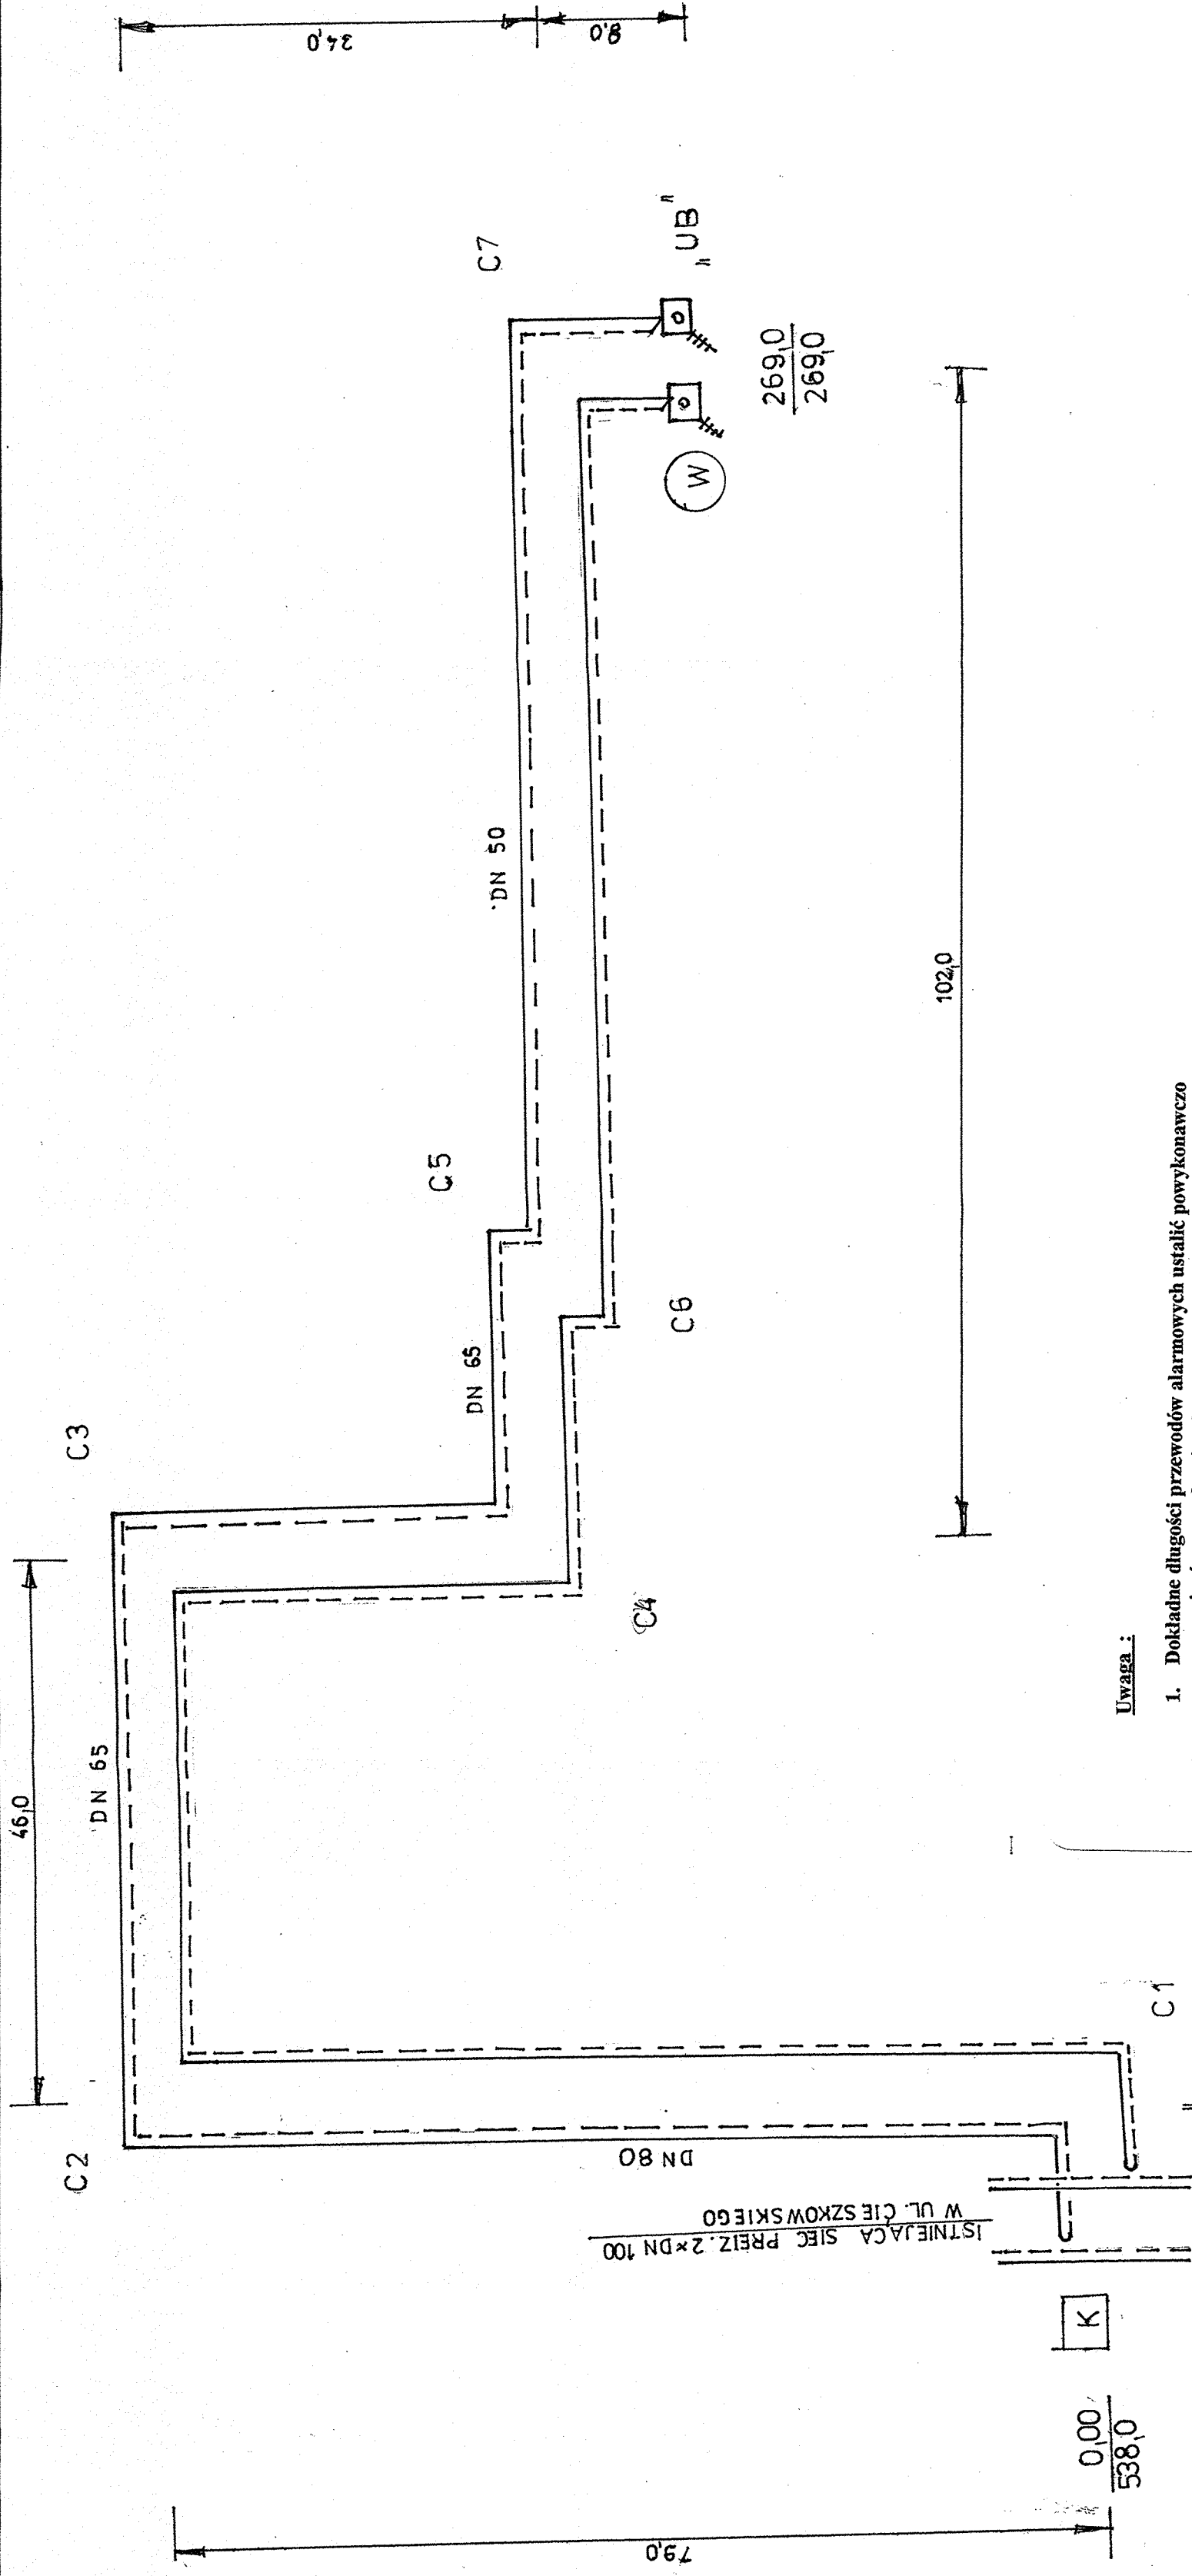 34,0
8,0
C7
„UB"
269,0
269,0
W
DN 50
102,0
C5
DN 65
C6
C3
C4
46,0
DN 65
Uwaga :
1. Dokładne długości przewodów alarmowych ustalić powykonawczo
C1
C2
DN 80
ISTNIEJĄCA SIEC PREIZ. 2×DN 100
W UL. CIESZKOWSKIEGO
K
0,00
538,0
79,0